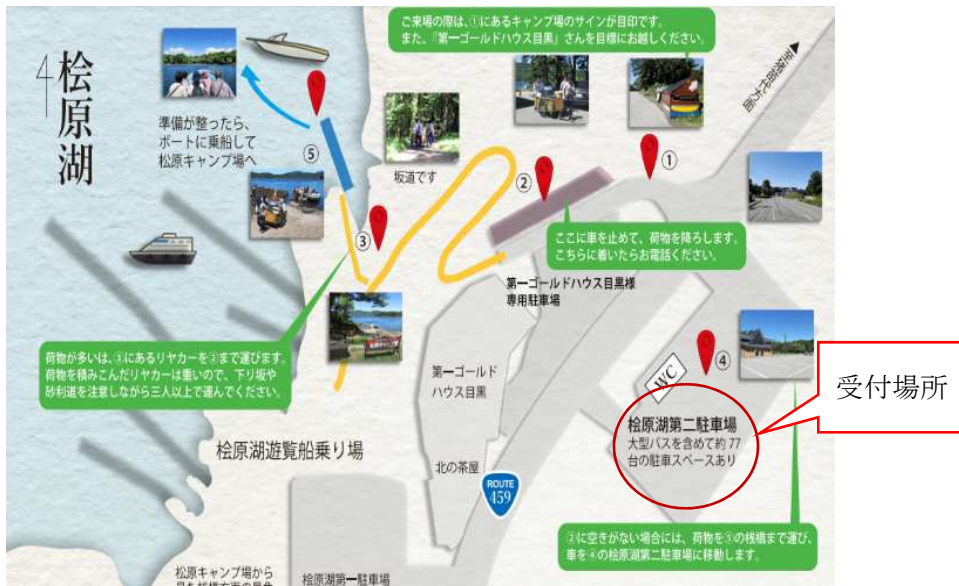 ご来場の際は、①にあるキャンプ場のサインが目印です。
また、『第一ゴールドハウス目黒』さんを目標にお越しください。
至猪苗代方面
4
桧原湖
準備が整ったら、
ボートに乗船して
松原キャンプ場へ
⑤
坂道です
②
①
③
ここに車を止めて、荷物を降ろします。
こちらに着いたらお電話ください。
第一ゴールドハウス目黒様
専用駐車場
荷物が多いは、③にあるリヤカーを②まで運びます。
荷物を積みこんだリヤカーは重いので、下り坂や
砂利道を注意しながら三人以上で運んでください。
第一ゴールド
ハウス目黒
④
WC
受付場所
桧原湖第二駐車場
大型バスを含めて約 77
台の駐車スペースあり
桧原湖遊覧船乗り場
北の茶屋
ROUTE
459
②に空きがない場合には、荷物を⑤の桟橋まで運び、
車を④の桧原湖第二駐車場に移動します。
松原キャンプ場から
桧原湖第一駐車場